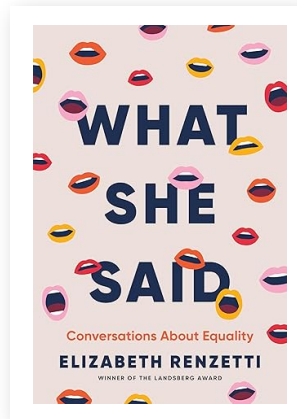 WHAT
SHE
SAID
Conversations About Equality
ELIZABETH RENZETTI
WINNER OF THE LANDSBERG AWARD